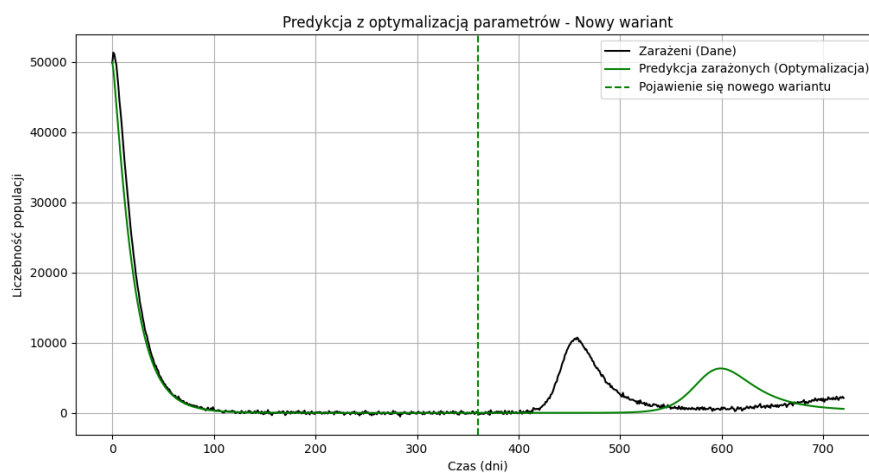 Predykcja z optymalizacją parametrów - Nowy wariant
Zarażeni (Dane)
Predykcja zarażonych (Optymalizacja)
Pojawienie się nowego wariantu
Liczebność populacji
50000
40000
30000
20000
10000
0
0 100 200 300 400 500 600 700
Czas (dni)